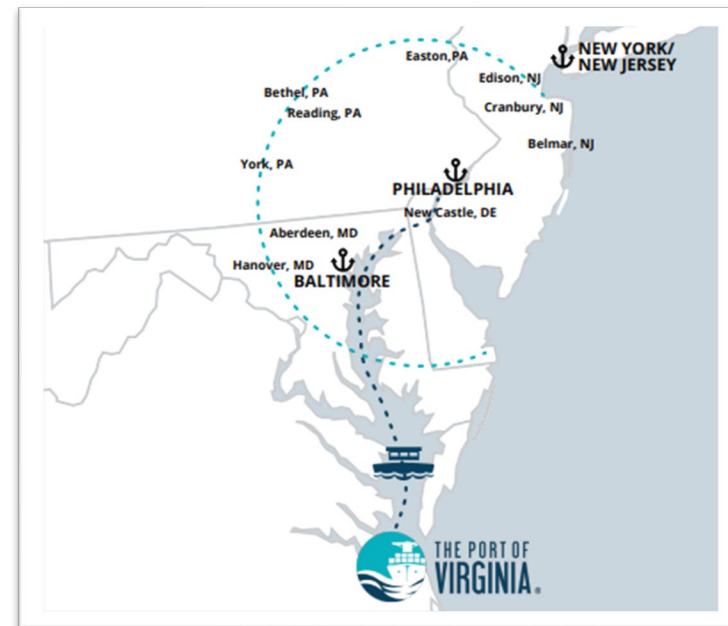 Easton,PA
NEW YORK/
NEW JERSEY
Edison, NJ
Bethel, PA
Reading, PA
Cranbury, NJ
Belmar, NJ
York, PA
PHILADELPHIA
New Castle, DE
Aberdeen, MD
Hanover, MD
BALTIMORE
THE PORT OF
VIRGINIA®